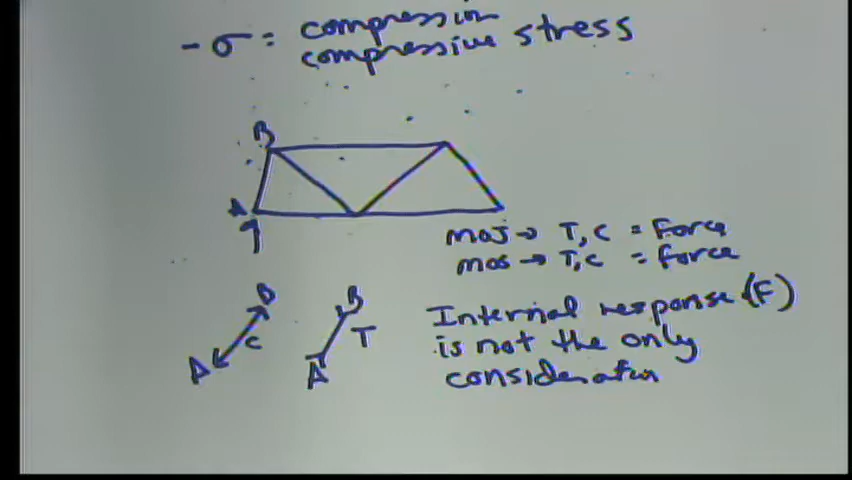 - σ = compression
compressive stress
B
A
MOJ → T, C = Force
MOS → T, C = Force
B
C
A
B
T
A
Internal response (F)
is not the only
consideration